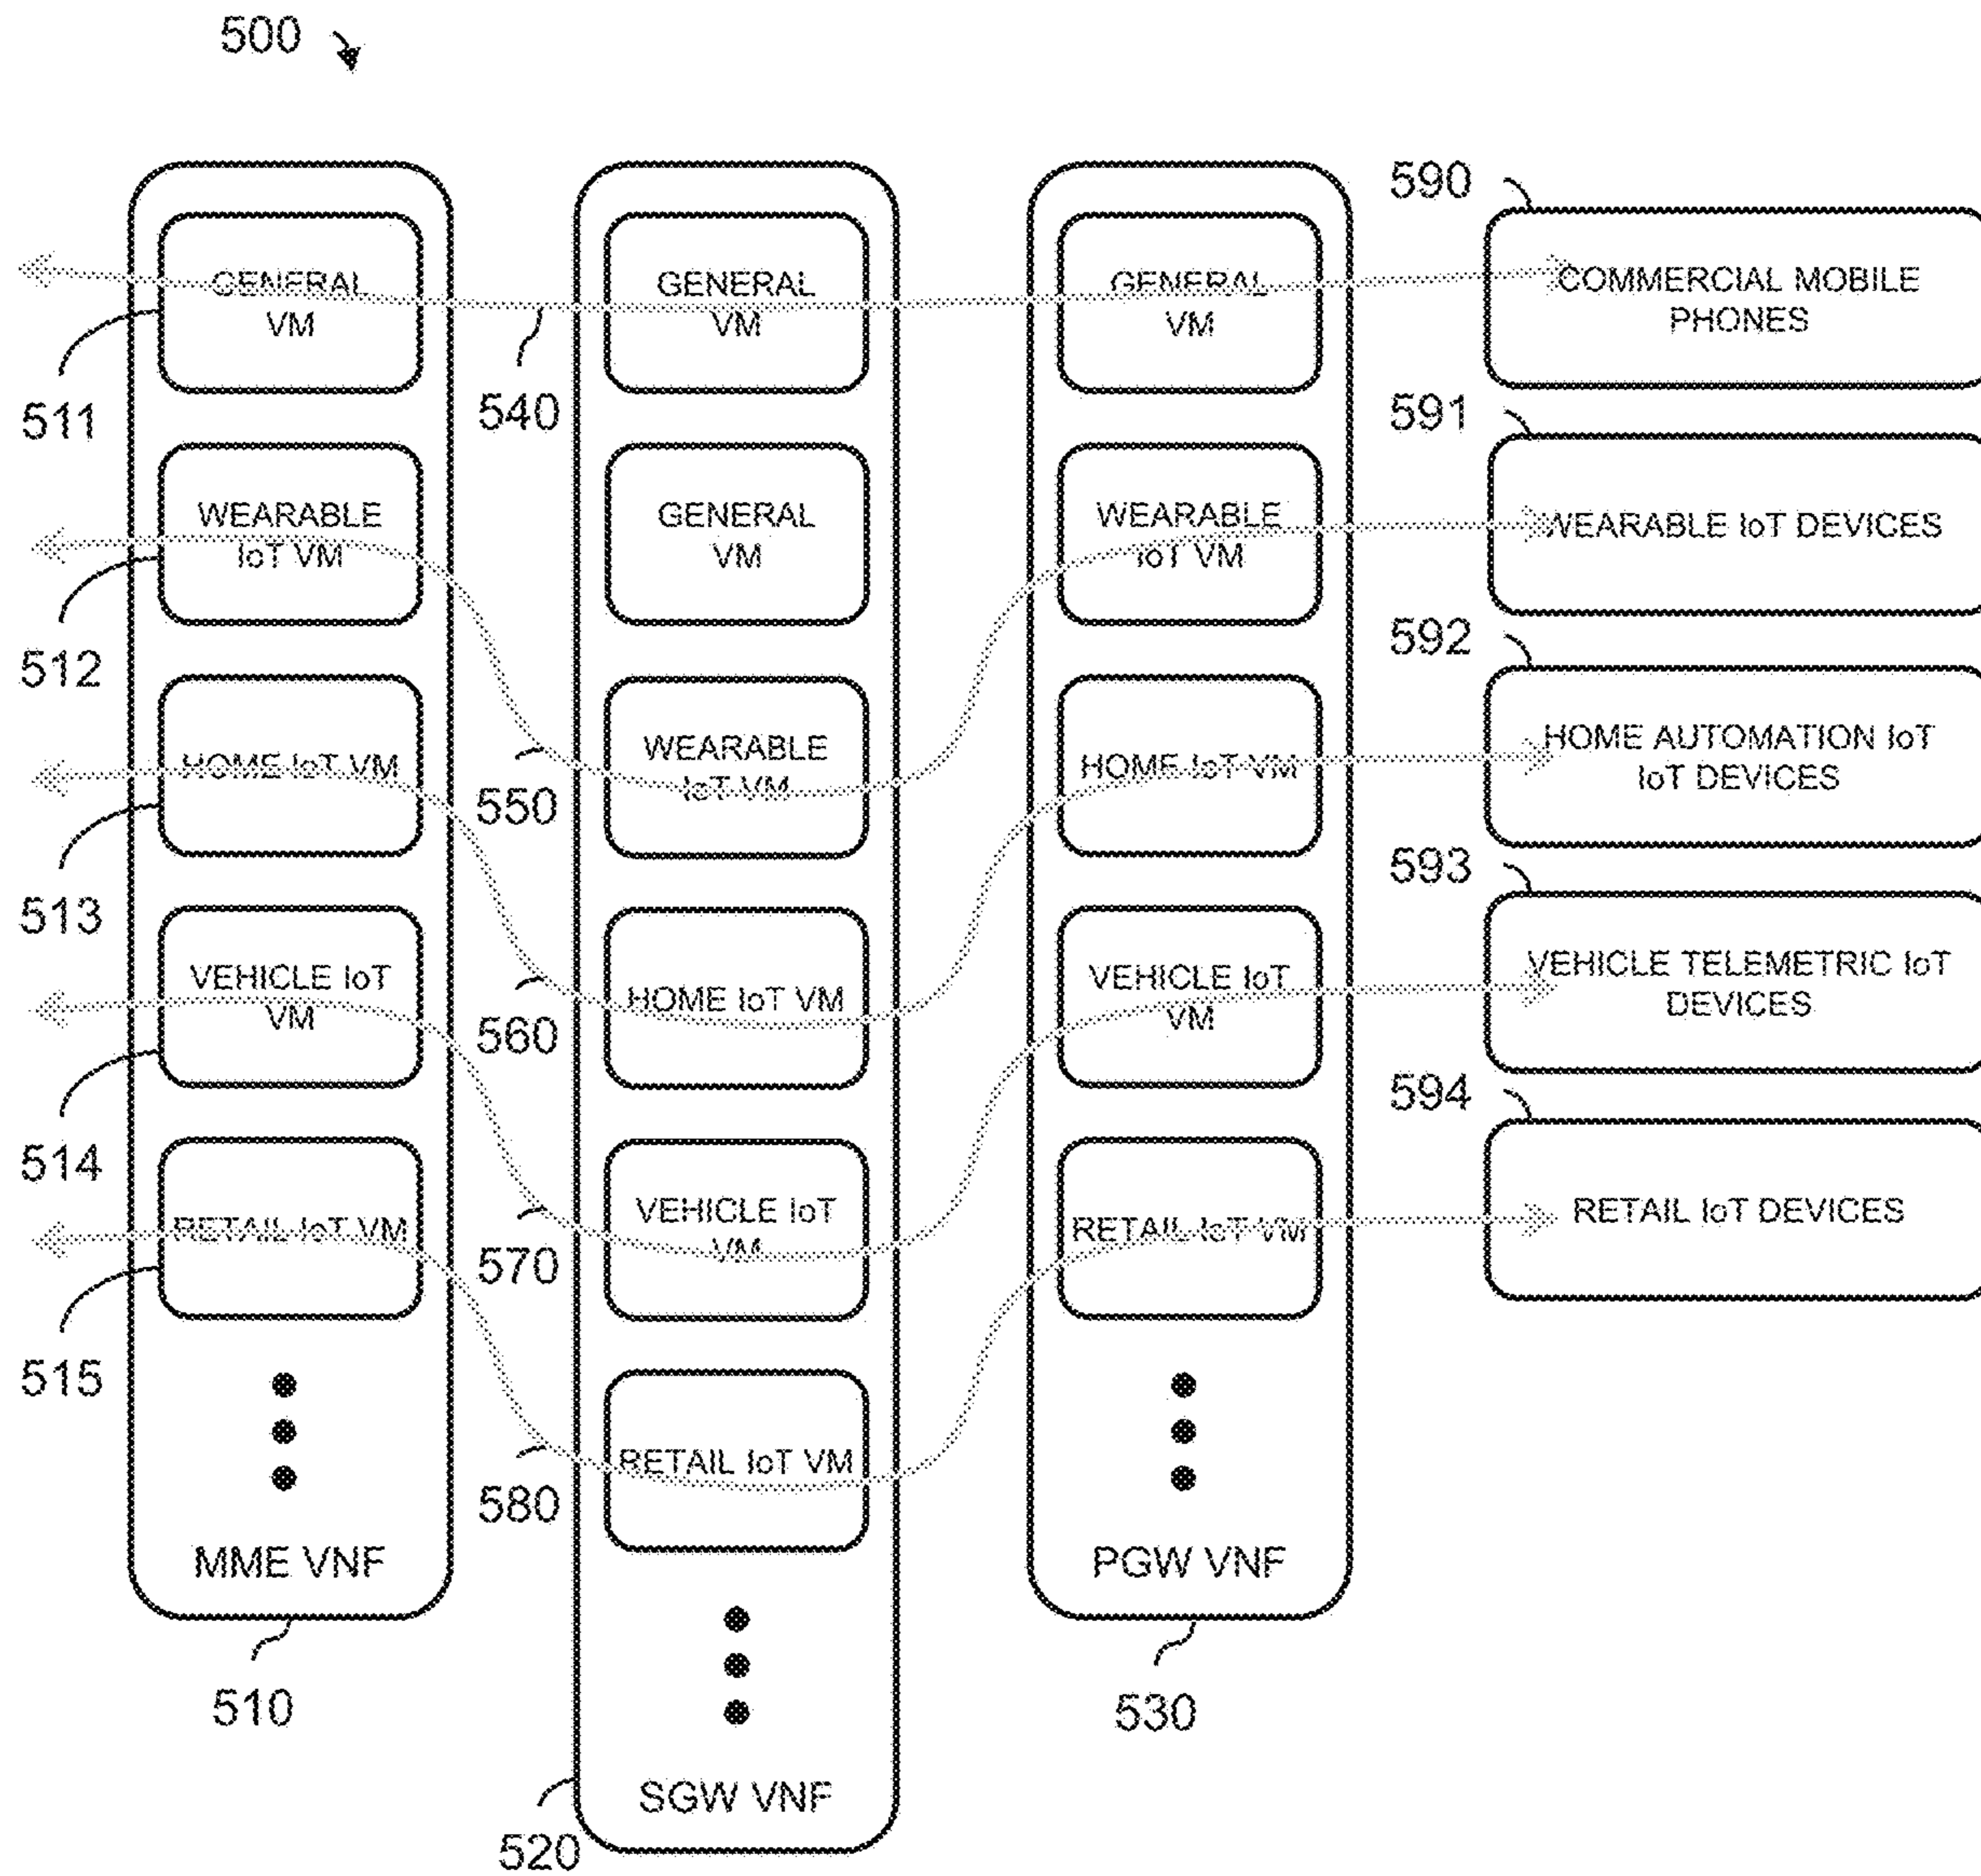 500
GENERAL
VM
511
WEARABLE
IoT VM
512
HOME IoT VM
513
VEHICLE IoT
VM
514
RETAIL IoT VM
515
MME VNF
510
540
550
560
570
580
GENERAL
VM
GENERAL
VM
WEARABLE
IoT VM
HOME IoT VM
VEHICLE IoT
VM
RETAIL IoT VM
SGW VNF
520
GENERAL
VM
WEARABLE
IoT VM
HOME IoT VM
VEHICLE IoT
VM
RETAIL IoT VM
PGW VNF
530
590
COMMERCIAL MOBILE
PHONES
591
WEARABLE IoT DEVICES
592
HOME AUTOMATION IoT
IoT DEVICES
593
VEHICLE TELEMETRIC IoT
DEVICES
594
RETAIL IoT DEVICES